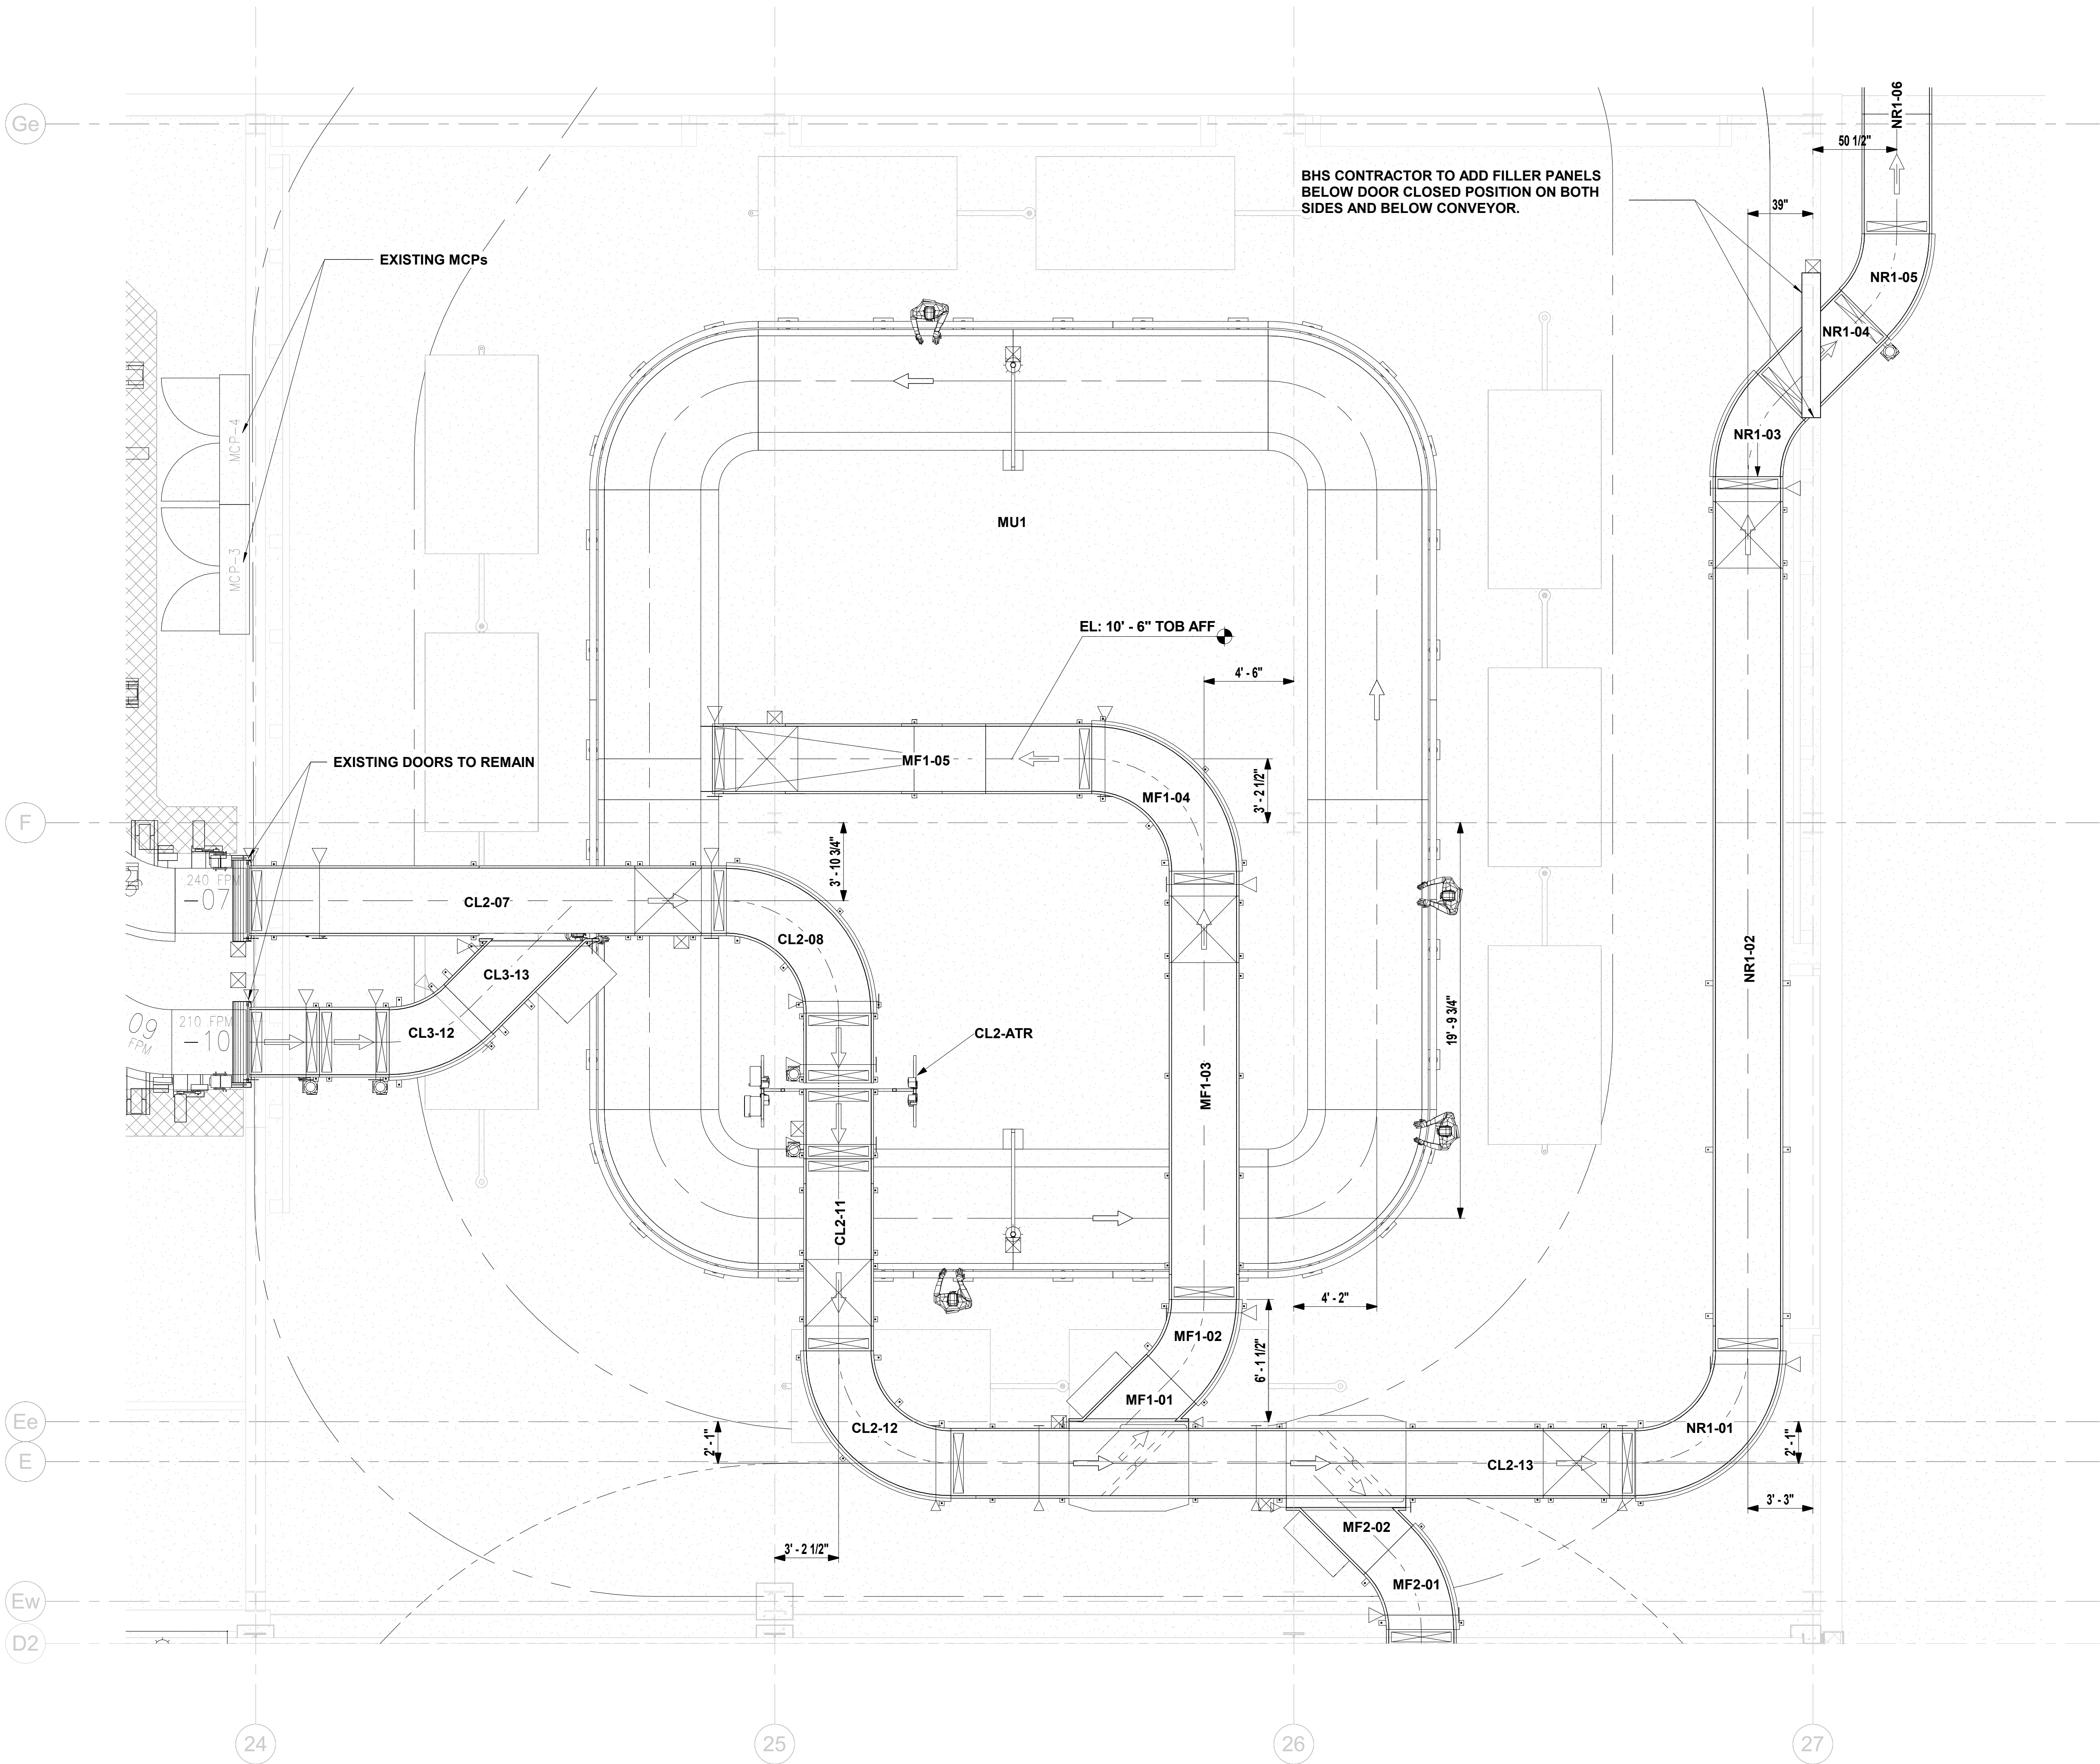 NR1-06
Ge
50 1/2"
BHS CONTRACTOR TO ADD FILLER PANELS
BELOW DOOR CLOSED POSITION ON BOTH
SIDES AND BELOW CONVEYOR.
39"
EXISTING MCPs
NR1-05
NR1-04
MCP-4
NR1-03
MU1
MCP-3
EL: 10' - 6" TOB AFF
4' - 6"
EXISTING DOORS TO REMAIN
MF1-05
3' - 2 1/2"
MF1-04
F
3' - 10 3/4"
240 FPM
-07
CL2-07
CL2-08
NR1-02
CL3-13
19' - 9 3/4"
09
FPM
210 FPM
-10
CL3-12
CL2-ATR
MF1-03
CL2-11
4' - 2"
MF1-02
6' - 1 1/2"
MF1-01
Ee
CL2-12
NR1-01
2' - 1"
2' - 1"
E
CL2-13
3' - 3"
MF2-02
3' - 2 1/2"
MF2-01
Ew
D2
24
25
26
27